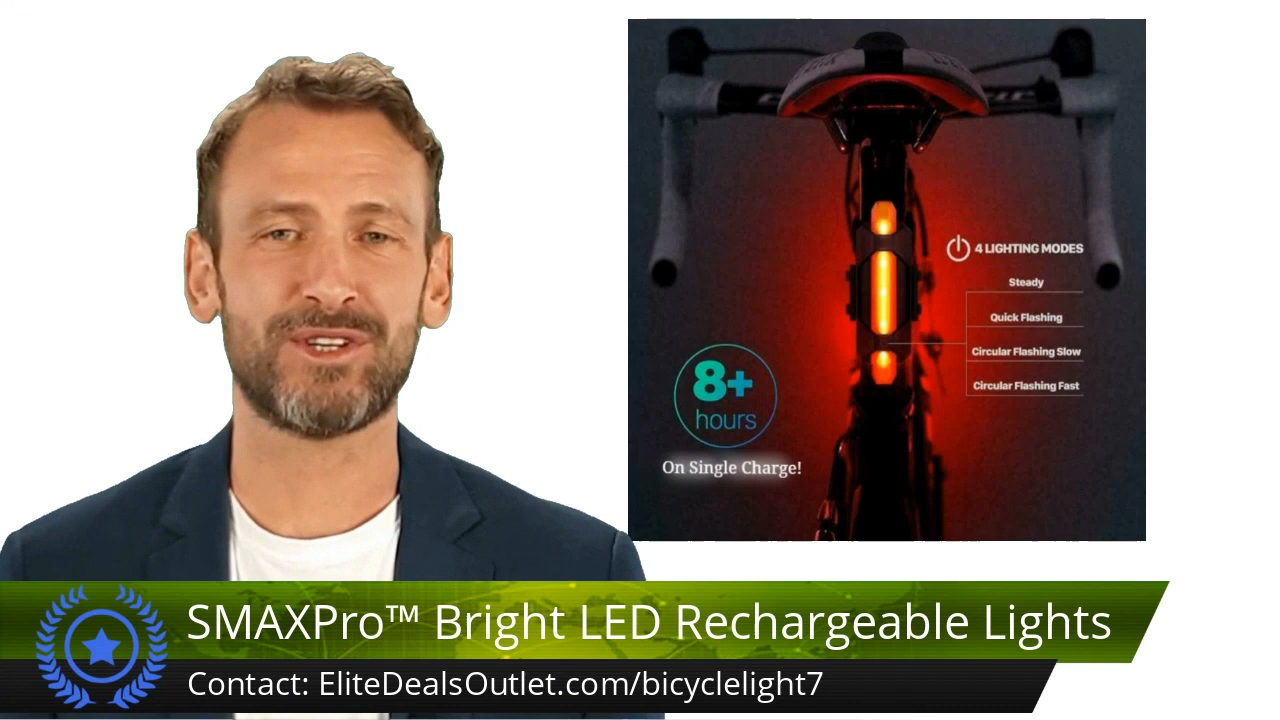 4 LIGHTING MODES
Steady
Quick Flashing
Circular Flashing Slow
Circular Flashing Fast
8+
hours
On Single Charge!
SMAXPro™ Bright LED Rechargeable Lights
Contact: EliteDealsOutlet.com/bicyclelight7